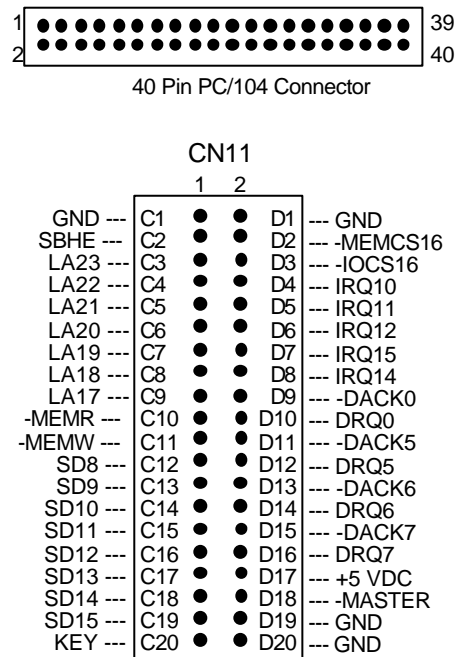 1 39
2 40
40 Pin PC/104 Connector
CN11
1 2
GND --- C1 D1 --- GND
SBHE --- C2 D2 --- -MEMCS16
LA23 --- C3 D3 --- -IOCS16
LA22 --- C4 D4 --- IRQ10
LA21 --- C5 D5 --- IRQ11
LA20 --- C6 D6 --- IRQ12
LA19 --- C7 D7 --- IRQ15
LA18 --- C8 D8 --- IRQ14
LA17 --- C9 D9 --- -DACK0
-MEMR --- C10 D10 --- DRQ0
-MEMW --- C11 D11 --- -DACK5
SD8 --- C12 D12 --- DRQ5
SD9 --- C13 D13 --- -DACK6
SD10 --- C14 D14 --- DRQ6
SD11 --- C15 D15 --- -DACK7
SD12 --- C16 D16 --- DRQ7
SD13 --- C17 D17 --- +5 VDC
SD14 --- C18 D18 --- -MASTER
SD15 --- C19 D19 --- GND
KEY --- C20 D20 --- GND